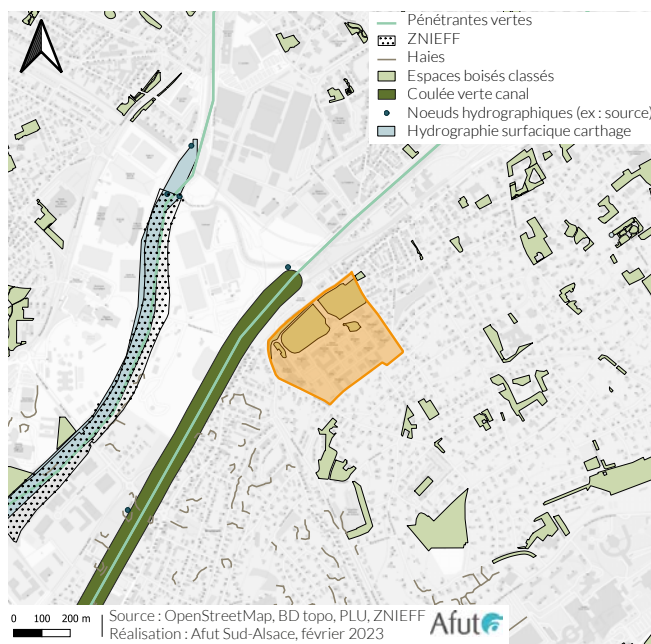 Pénétrantes vertes
ZNIEFF
Haies
Espaces boisés classés
Coulée verte canal
Noeuds hydrographiques (ex : source)
Hydrographie surfacique carthage
0 100 200 m
Source : OpenStreetMap, BD topo, PLU, ZNIEFF
Réalisation : Afut Sud-Alsace, février 2023
Afut